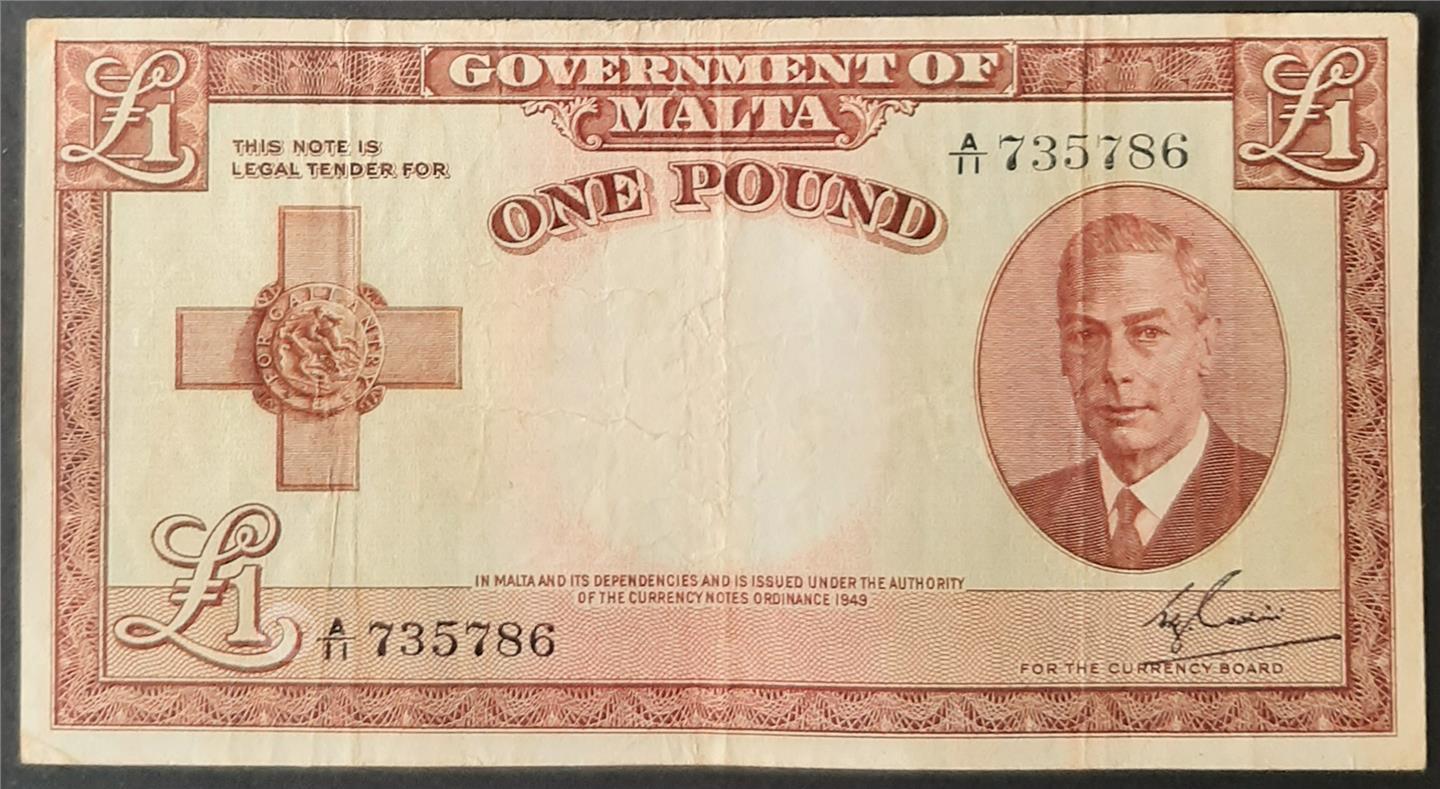 £1
GOVERNMENT OF
MALTA
£1
THIS NOTE IS
LEGAL TENDER FOR
A/11 735786
ONE POUND
FOR GALLANTRY
£1
IN MALTA AND ITS DEPENDENCIES AND IS ISSUED UNDER THE AUTHORITY
OF THE CURRENCY NOTES ORDINANCE 1949
A/11 735786
FOR THE CURRENCY BOARD